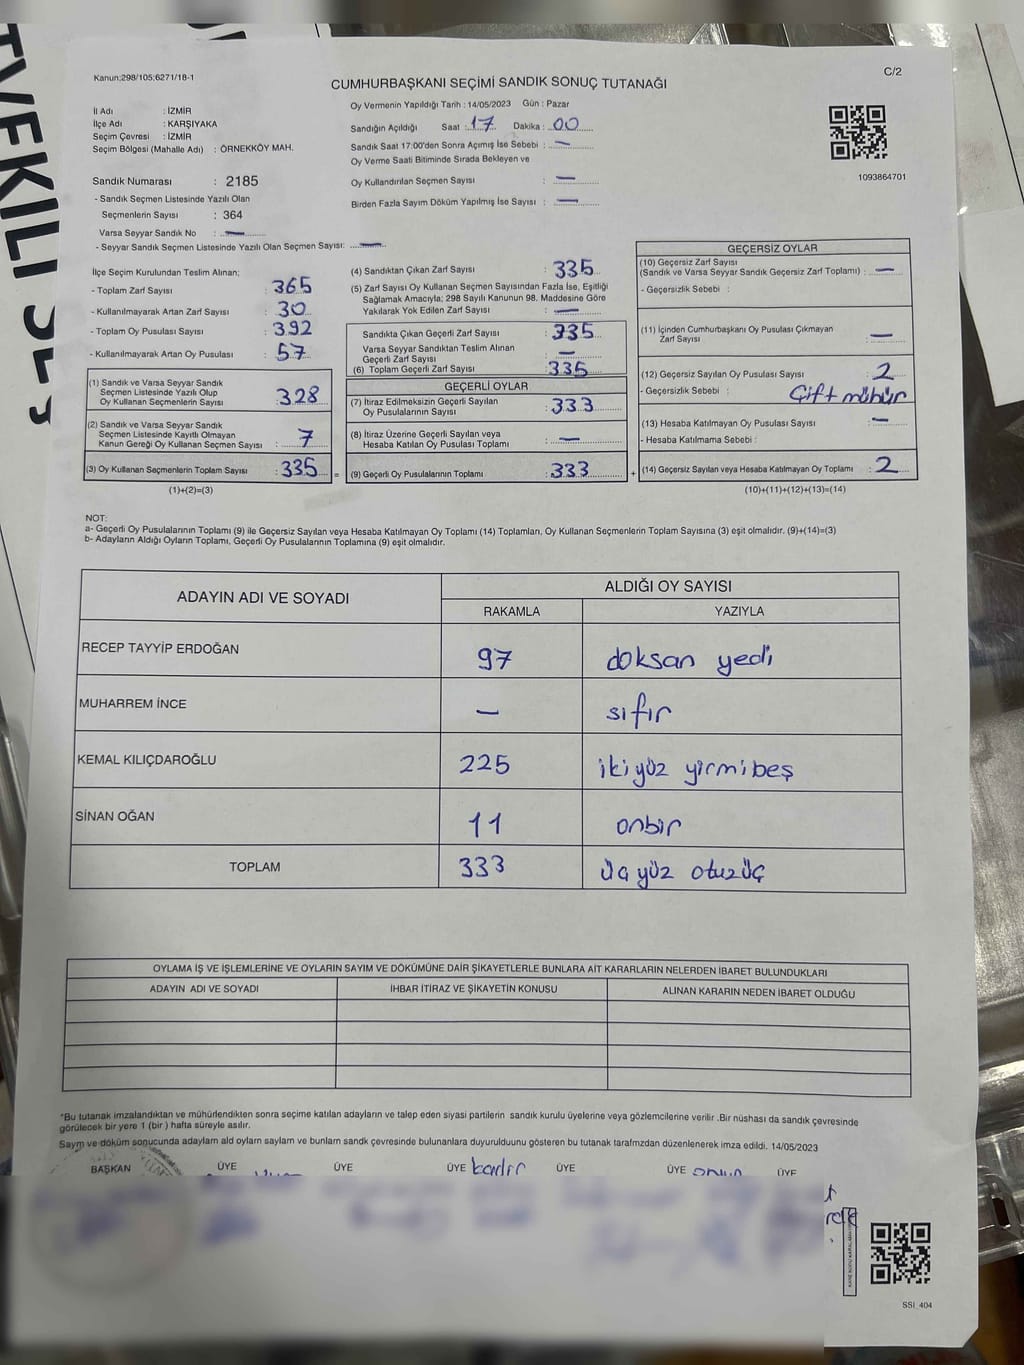 TVEKİLİ SEÇ
Kanun:298/105;6271/18-1
C/2
CUMHURBAŞKANI SEÇİMİ SANDIK SONUÇ TUTANAĞI
İl Adı : İZMİR
İlçe Adı : KARŞIYAKA
Seçim Çevresi : İZMİR
Seçim Bölgesi (Mahalle Adı) : ÖRNEKKÖY MAH.
Sandık Numarası : 2185
- Sandık Seçmen Listesinde Yazılı Olan
Seçmenlerin Sayısı : 364
Varsa Seyyar Sandık No : —
- Seyyar Sandık Seçmen Listesinde Yazılı Olan Seçmen Sayısı: —
Oy Vermenin Yapıldığı Tarih : 14/05/2023 Gün : Pazar
Sandığın Açıldığı Saat : 17 Dakika : 00
Sandık Saat 17:00'den Sonra Açımış İse Sebebi : —
Oy Verme Saati Bitiminde Sırada Bekleyen ve
Oy Kullandırılan Seçmen Sayısı : —
Birden Fazla Sayım Döküm Yapılmış İse Sayısı : —
1093864701
İlçe Seçim Kurulundan Teslim Alınan;
- Toplam Zarf Sayısı : 365
- Kullanılmayarak Artan Zarf Sayısı : 30
- Toplam Oy Pusulası Sayısı : 392
- Kullanılmayarak Artan Oy Pusulası : 57
(1) Sandık ve Varsa Seyyar Sandık
Seçmen Listesinde Yazılı Olup
Oy Kullanan Seçmenlerin Sayısı : 328
(2) Sandık ve Varsa Seyyar Sandık
Seçmen Listesinde Kayıtlı Olmayan
Kanun Gereği Oy Kullanan Seçmen Sayısı : 7
(3) Oy Kullanan Seçmenlerin Toplam Sayısı : 335 =
(1)+(2)=(3)
(4) Sandıktan Çıkan Zarf Sayısı : 335
(5) Zarf Sayısı Oy Kullanan Seçmen Sayısından Fazla İse, Eşitliği
Sağlamak Amacıyla; 298 Sayılı Kanunun 98. Maddesine Göre
Yakılarak Yok Edilen Zarf Sayısı : —
Sandıkta Çıkan Geçerli Zarf Sayısı : 335
Varsa Seyyar Sandıktan Teslim Alınan
Geçerli Zarf Sayısı : —
(6) Toplam Geçerli Zarf Sayısı : 335
GEÇERLİ OYLAR
(7) İtiraz Edilmeksizin Geçerli Sayılan
Oy Pusulalarının Sayısı : 333
(8) İtiraz Üzerine Geçerli Sayılan veya
Hesaba Katılan Oy Pusulası Toplamı : —
(9) Geçerli Oy Pusulalarının Toplamı : 333 +
GEÇERSİZ OYLAR
(10) Geçersiz Zarf Sayısı
(Sandık ve Varsa Seyyar Sandık Geçersiz Zarf Toplamı) : —
- Geçersizlik Sebebi :
(11) İçinden Cumhurbaşkanı Oy Pusulası Çıkmayan
Zarf Sayısı : —
(12) Geçersiz Sayılan Oy Pusulası Sayısı : 2
- Geçersizlik Sebebi : Çift mühür
(13) Hesaba Katılmayan Oy Pusulası Sayısı : —
- Hesaba Katılmama Sebebi :
(14) Geçersiz Sayılan veya Hesaba Katılmayan Oy Toplamı : 2
(10)+(11)+(12)+(13)=(14)
NOT:
a- Geçerli Oy Pusulalarının Toplamı (9) ile Geçersiz Sayılan veya Hesaba Katılmayan Oy Toplamı (14) Toplamları, Oy Kullanan Seçmenlerin Toplam Sayısına (3) eşit olmalıdır. (9)+(14)=(3)
b- Adayların Aldığı Oyların Toplamı, Geçerli Oy Pusulalarının Toplamına (9) eşit olmalıdır.
ADAYIN ADI VE SOYADI ALDIĞI OY SAYISI
RAKAMLA YAZIYLA
RECEP TAYYİP ERDOĞAN 97 doksan yedi
MUHARREM İNCE — sıfır
KEMAL KILIÇDAROĞLU 225 ikiyüz yirmibeş
SİNAN OĞAN 11 onbir
TOPLAM 333 üç yüz otuzüç
OYLAMA İŞ VE İŞLEMLERİNE VE OYLARIN SAYIM VE DÖKÜMÜNE DAİR ŞİKAYETLERLE BUNLARA AİT KARARLARIN NELERDEN İBARET BULUNDUKLARI
ADAYIN ADI VE SOYADI İHBAR İTİRAZ VE ŞİKAYETİN KONUSU ALINAN KARARIN NEDEN İBARET OLDUĞU
*Bu tutanak imzalandıktan ve mühürlendikten sonra seçime katılan adayların ve talep eden siyasi partilerin sandık kurulu üyelerine veya gözlemcilerine verilir .Bir nüshası da sandık çevresinde
görülecek bir yere 1 (bir ) hafta süreyle asılır.
Sayım ve döküm sonucunda adayların ald oyların sayları ve bunların sandık çevresinde bulunanlara duyurulduunu gösteren bu tutanak tarafmzdan düzenlenerek imza edildi. 14/05/2023
BAŞKAN ÜYE ÜYE ÜYE ÜYE ÜYE ÜYE
SSI_404